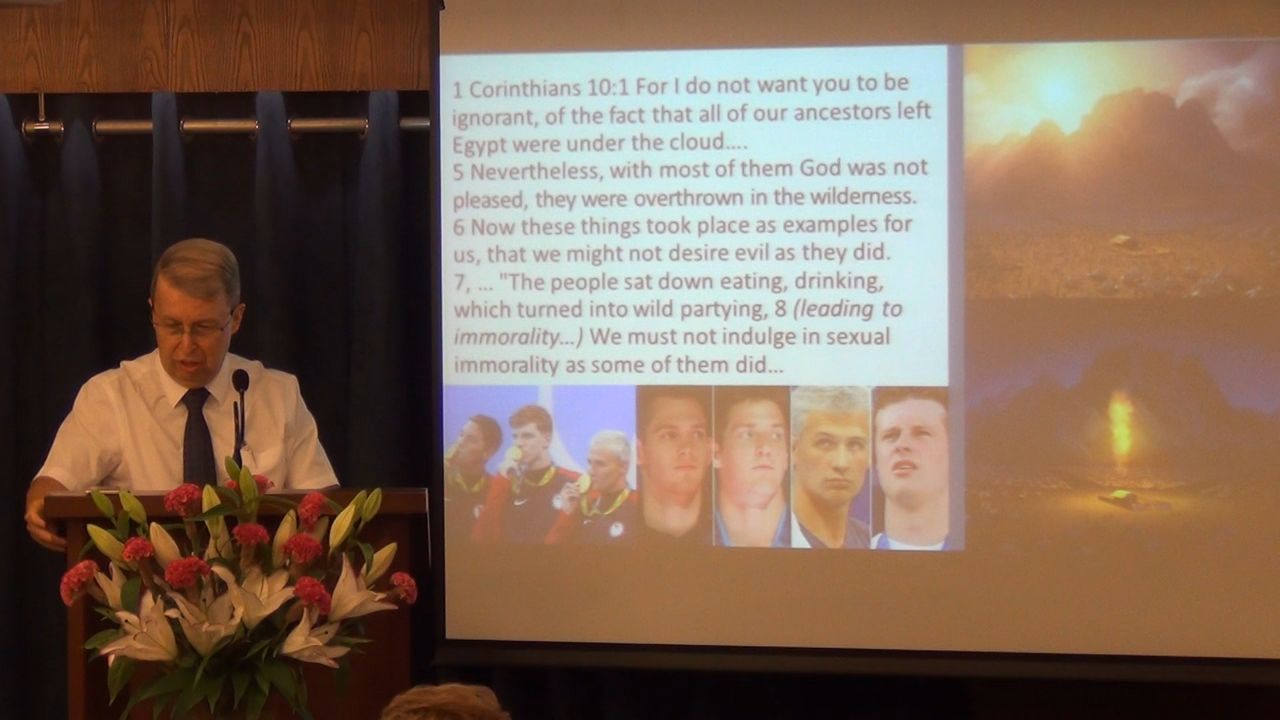 1 Corinthians 10:1 For I do not want you to be
ignorant, of the fact that all of our ancestors left
Egypt were under the cloud....
5 Nevertheless, with most of them God was not
pleased, they were overthrown in the wilderness.
6 Now these things took place as examples for
us, that we might not desire evil as they did.
7, ... "The people sat down eating, drinking,
which turned into wild partying, 8 (leading to
immorality...) We must not indulge in sexual
immorality as some of them did...